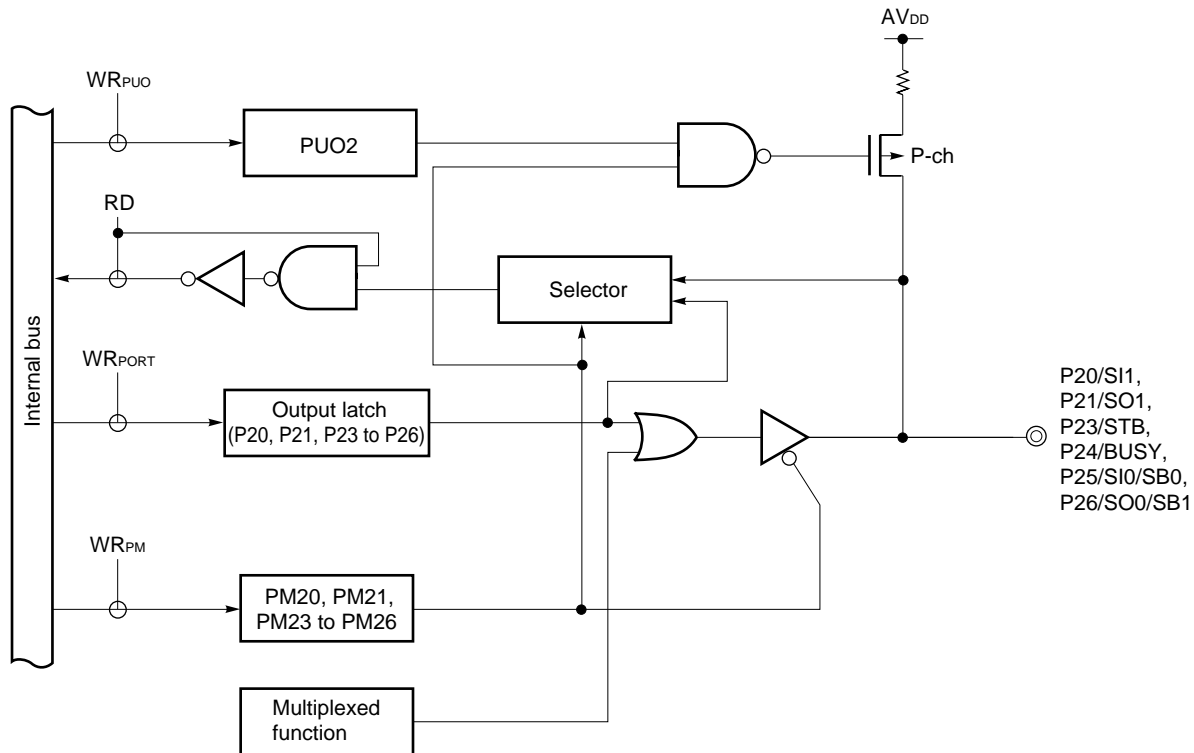 AVDD
WRPUO
PUO2
P-ch
RD
Selector
Internal bus
WRPORT
Output latch
(P20, P21, P23 to P26)
P20/SI1,
P21/SO1,
P23/STB,
P24/BUSY,
P25/SI0/SB0,
P26/SO0/SB1
WRPM
PM20, PM21,
PM23 to PM26
Multiplexed
function